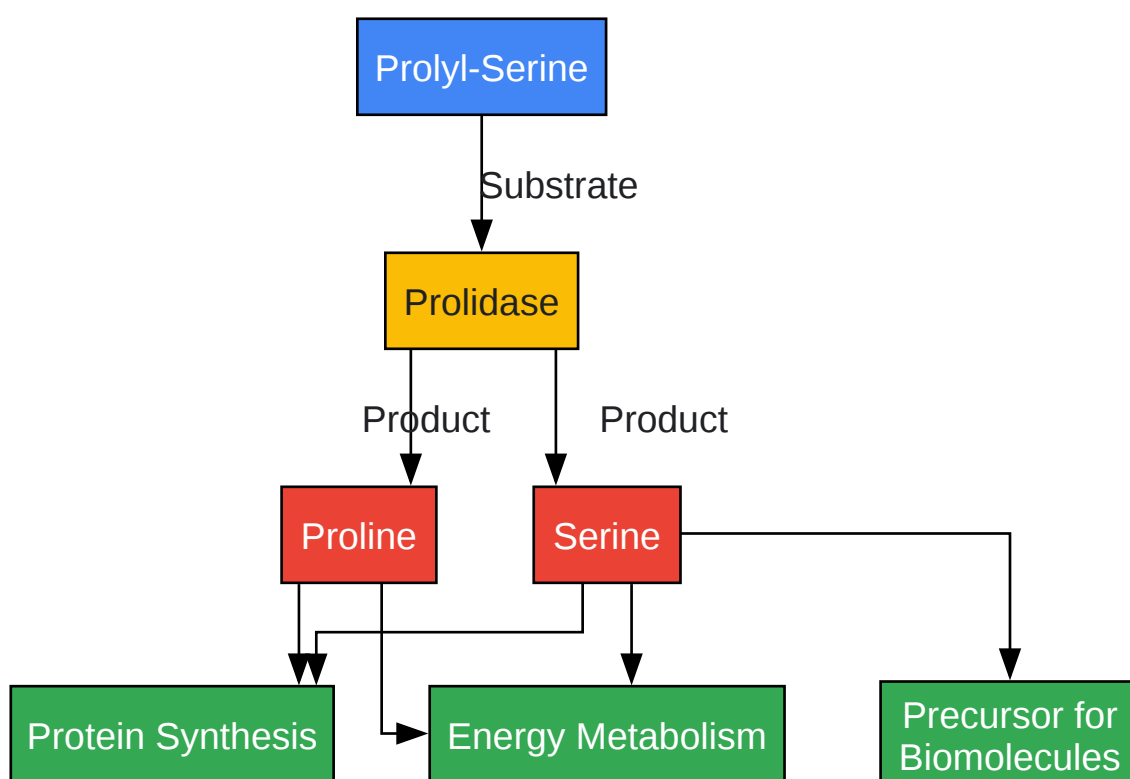 Prolyl-Serine
Substrate
Prolidase
Product
Product
Proline
Serine
Protein Synthesis
Energy Metabolism
Precursor for
Biomolecules